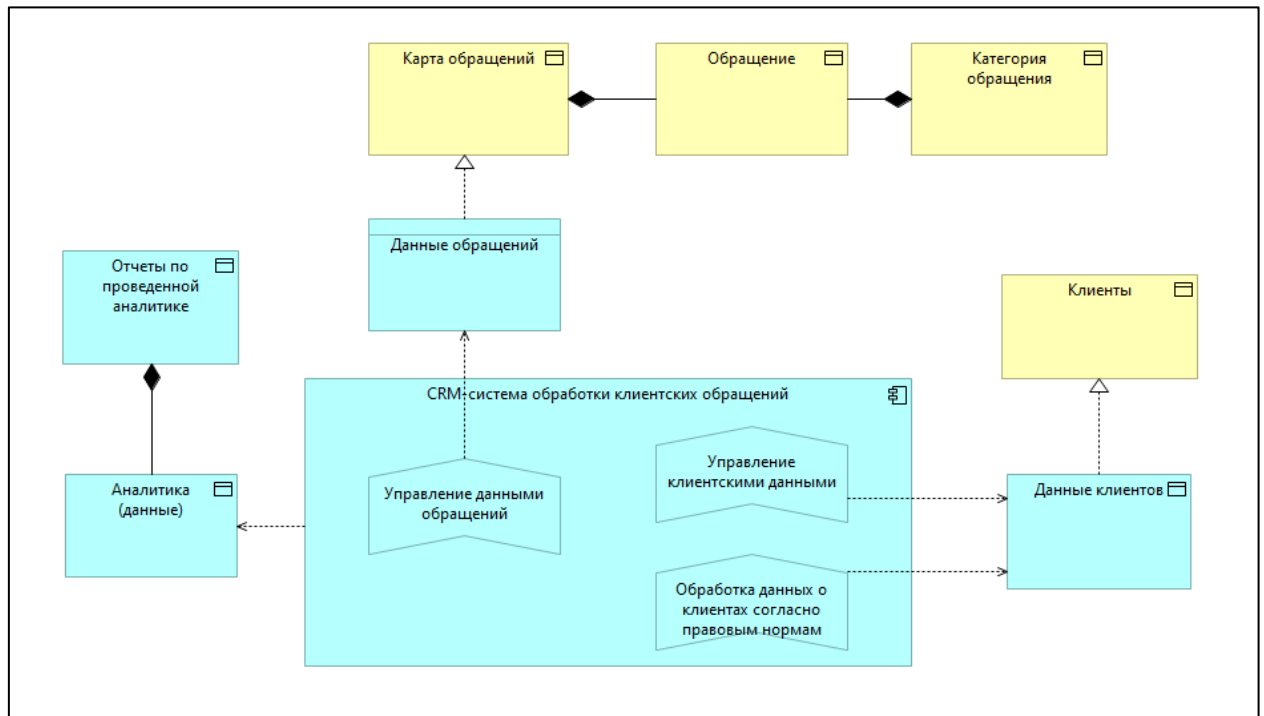 Карта обращений
Обращение
Категория
обращения
Данные обращений
Отчеты по
проведенной
аналитике
Клиенты
CRM-система обработки клиентских обращений
Управление данными
обращений
Управление
клиентскими данными
Аналитика
(данные)
Данные клиентов
Обработка данных о
клиентах согласно
правовым нормам